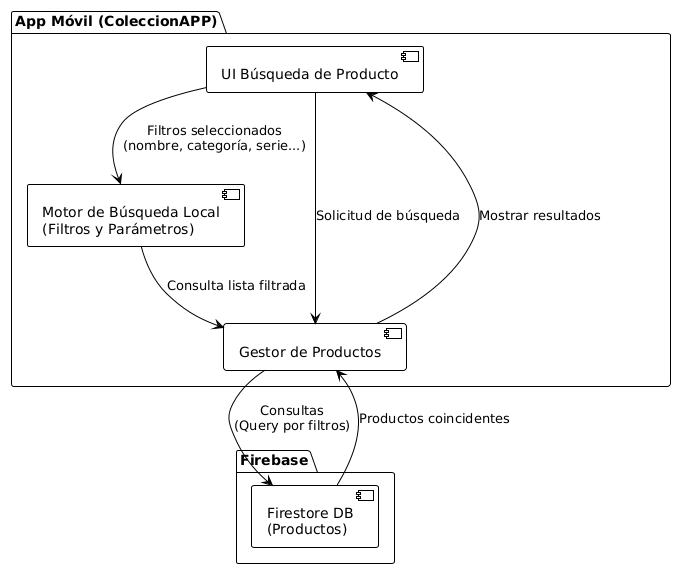 App Móvil (ColeccionAPP)
UI Búsqueda de Producto
Filtros seleccionados
(nombre, categoría, serie...)
Motor de Búsqueda Local
(Filtros y Parámetros)
Solicitud de búsqueda
Mostrar resultados
Consulta lista filtrada
Gestor de Productos
Consultas
(Query por filtros)
Productos coincidentes
Firebase
Firestore DB
(Productos)